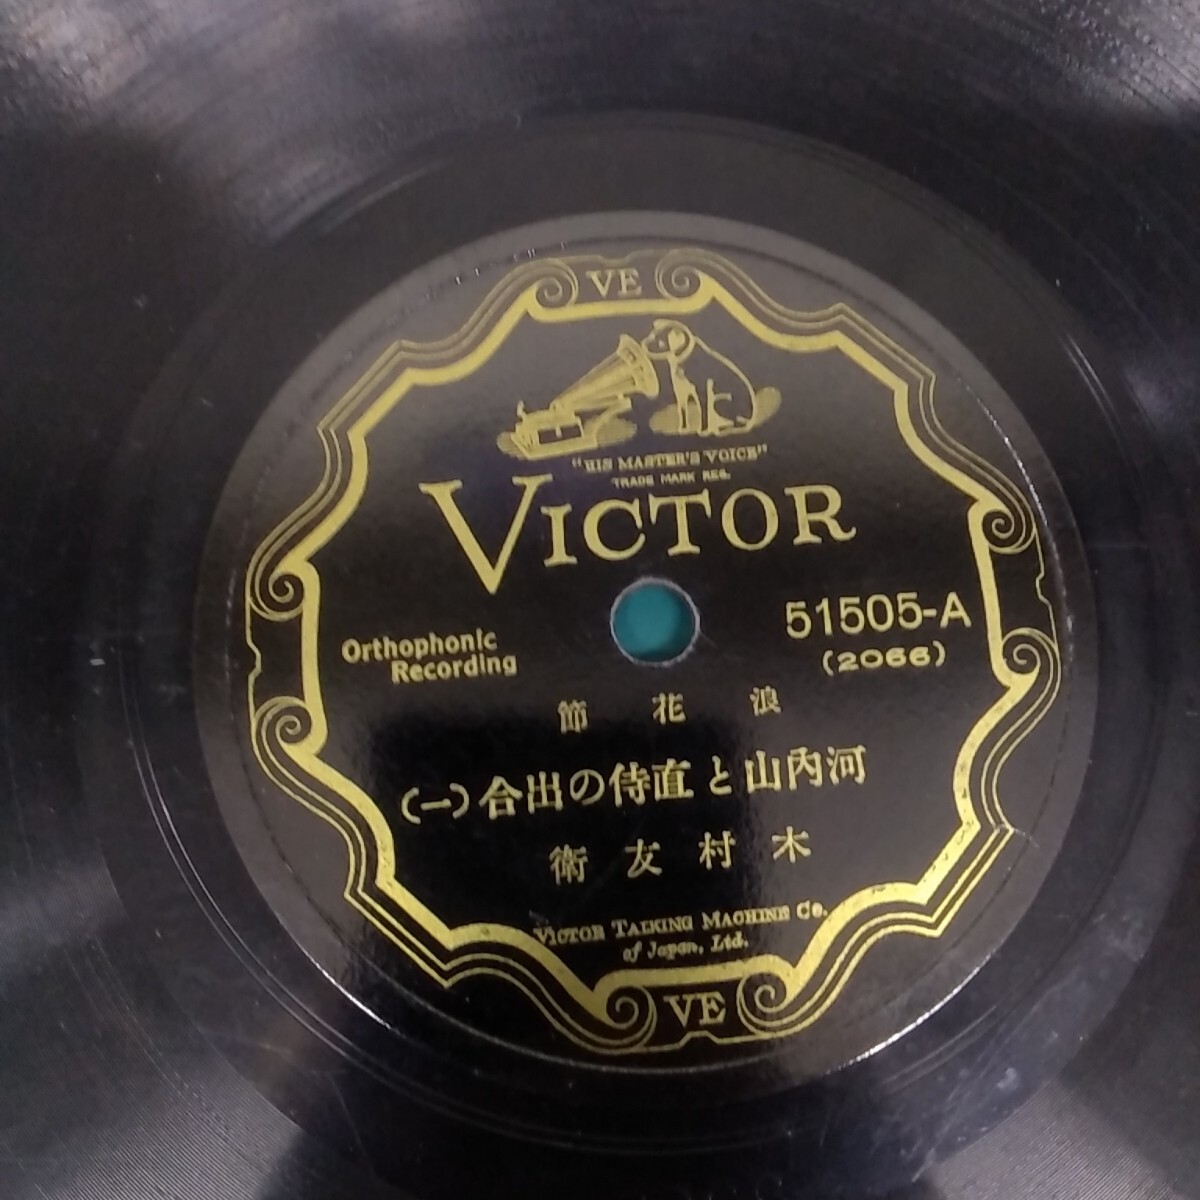 VE
"HIS MASTER'S VOICE"
TRADE MARK REG.
VICTOR
51505-A
(2066)
Orthophonic
Recording
浪花節
河内山と直侍の出合(一)
木村友衛
VICTOR TALKING MACHINE Co.
of Japan, Ltd.
VE